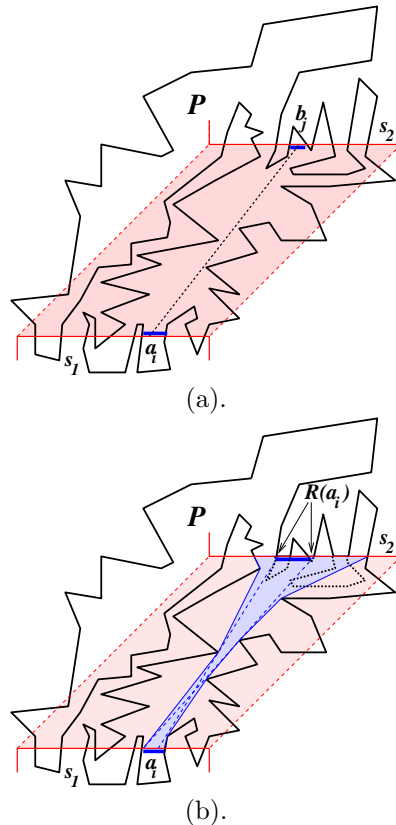 P
b_j
s_2
s_1
a_i
(a).
R(a_i)
P
s_2
s_1
a_i
(b).